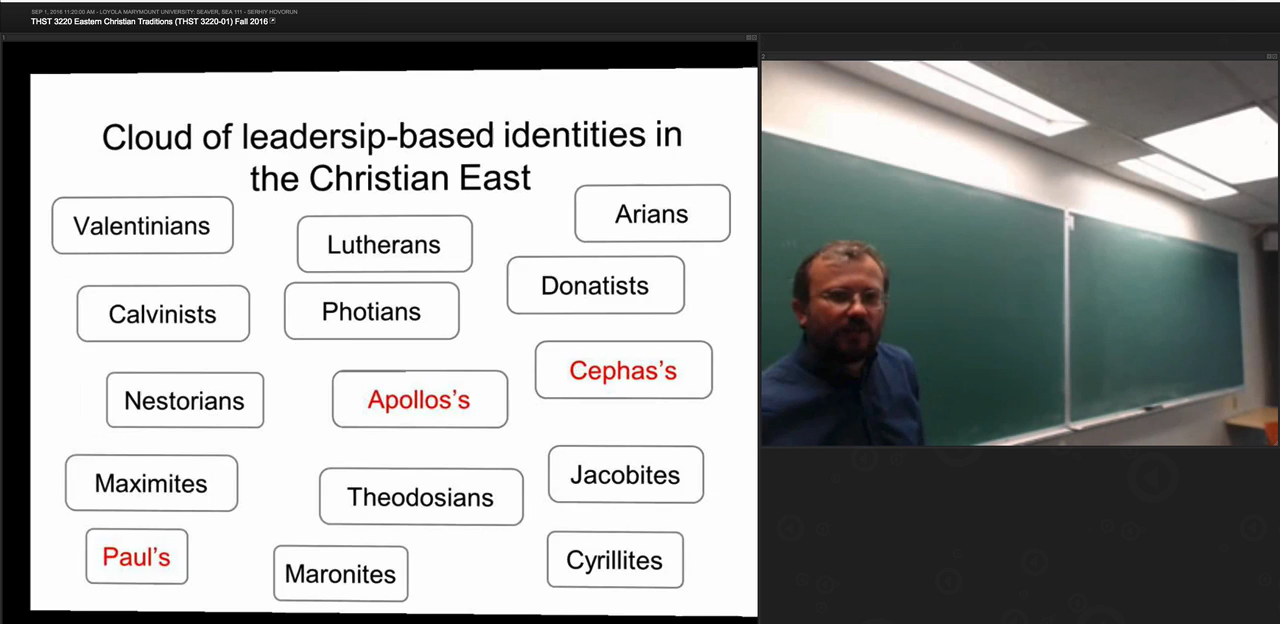 SEP 1, 2016 11:20:00 AM - LOYOLA MARYMOUNT UNIVERSITY: SEAVER, SEA 111 - SERHIY HOVORUN
THST 3220 Eastern Christian Traditions (THST 3220-01) Fall 2016
1
2
Cloud of leadersip-based identities in
the Christian East
Valentinians
Lutherans
Arians
Calvinists
Photians
Donatists
Nestorians
Apollos's
Cephas's
Maximites
Theodosians
Jacobites
Paul's
Maronites
Cyrillites